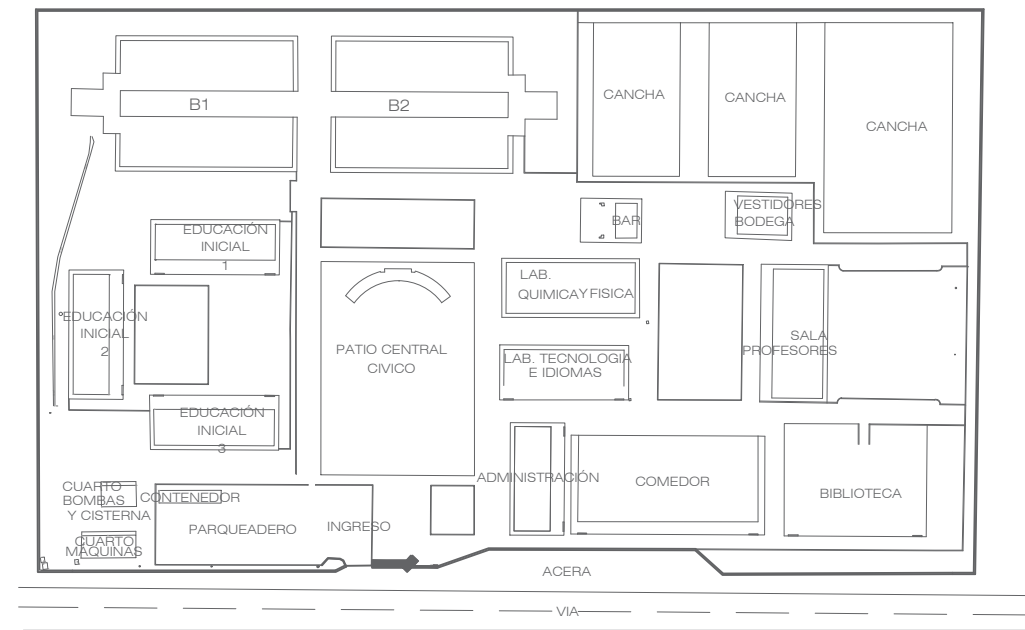 CANCHA
CANCHA
CANCHA
B1
B2
VESTIDORES
BODEGA
BAR
EDUCACIÓN
INICIAL
1
LAB.
QUIMICA Y FISICA
EDUCACIÓN
INICIAL
2
SALA
PROFESORES
PATIO CENTRAL
CIVICO
LAB. TECNOLOGIA
E IDIOMAS
EDUCACIÓN
INICIAL
3
ADMINISTRACIÓN
COMEDOR
BIBLIOTECA
CUARTO
BOMBAS
Y CISTERNA
CONTENEDOR
PARQUEADERO
INGRESO
CUARTO
MAQUINAS
ACERA
VIA